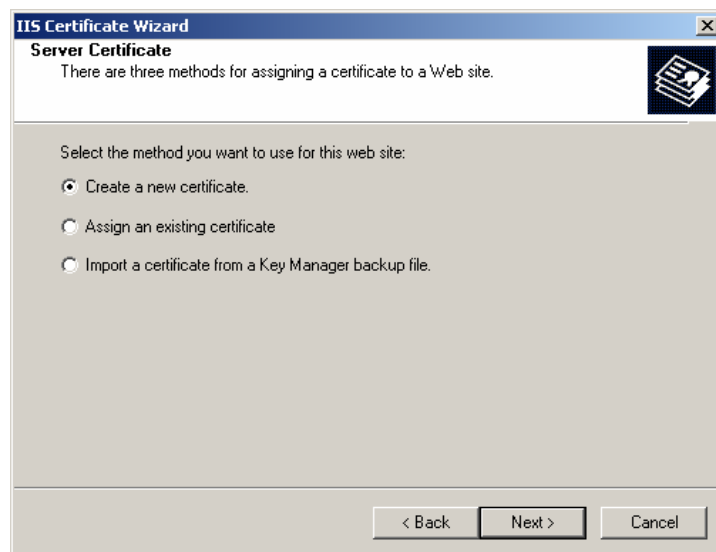 IIS Certificate Wizard
Server Certificate
There are three methods for assigning a certificate to a Web site.
Select the method you want to use for this web site:
Create a new certificate.
Assign an existing certificate
Import a certificate from a Key Manager backup file.
< Back Next > Cancel